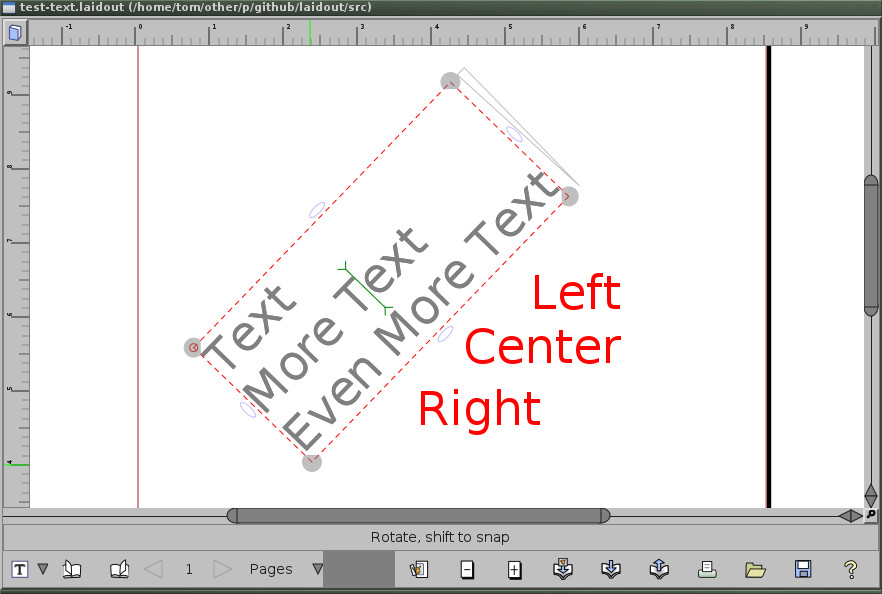 test-text.laidout (/home/tom/other/p/github/laidout/src)
-1 0 1 2 3 4 5 6 7 8 9
9
8
7
6
5
4
Text
More Text
Even More Text
Left
Center
Right
Rotate, shift to snap
T 1 Pages ?